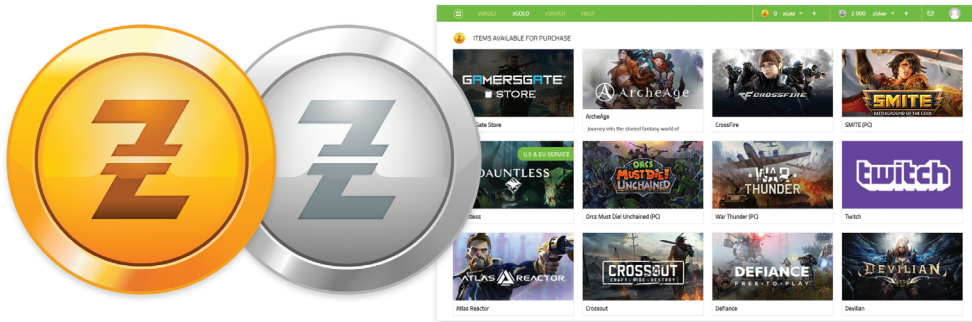 Z
Z
zVAULT zGOLD zSILVER HELP 0 zGold + 2 000 zSilver +
ITEMS AVAILABLE FOR PURCHASE
GAMERSGATE
STORE
ArcheAge
CROSSFIRE
SMITE
BATTLEGROUND OF THE GODS
Gate Store
ArcheAge
Journey into the storied fantasy world of
CrossFire
SMITE (PC)
U.S & EU SERVICE
DAUNTLESS
ORCS MUST DIE! UNCHAINED
WAR THUNDER
twitch
tless
Orcs Must Die! Unchained (PC)
War Thunder (PC)
Twitch
ATLAS REACTOR
CROSSOUT
CRAFT • RIDE • DESTROY
DEFIANCE
FREE-TO-PLAY
DEVILIAN
Atlas Reactor
Crossout
Defiance
Devilian